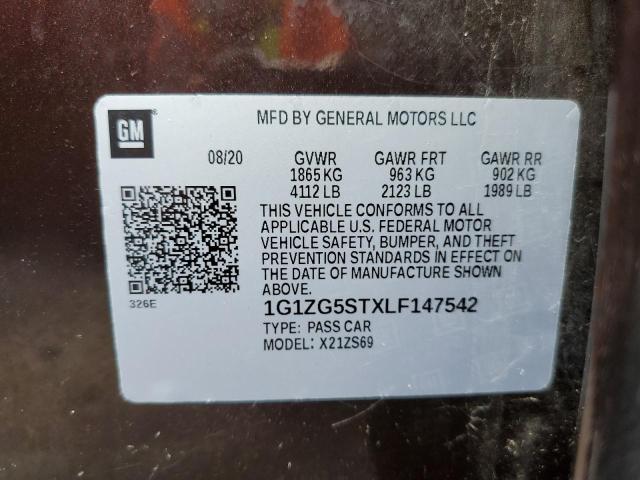 GM
MFD BY GENERAL MOTORS LLC
08/20 GVWR GAWR FRT GAWR RR
1865 KG 963 KG 902 KG
4112 LB 2123 LB 1989 LB
THIS VEHICLE CONFORMS TO ALL
APPLICABLE U.S. FEDERAL MOTOR
VEHICLE SAFETY, BUMPER, AND THEFT
PREVENTION STANDARDS IN EFFECT ON
THE DATE OF MANUFACTURE SHOWN
ABOVE.
326E
1G1ZG5STXLF147542
TYPE: PASS CAR
MODEL: X21ZS69